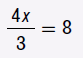 4x/3 = 8